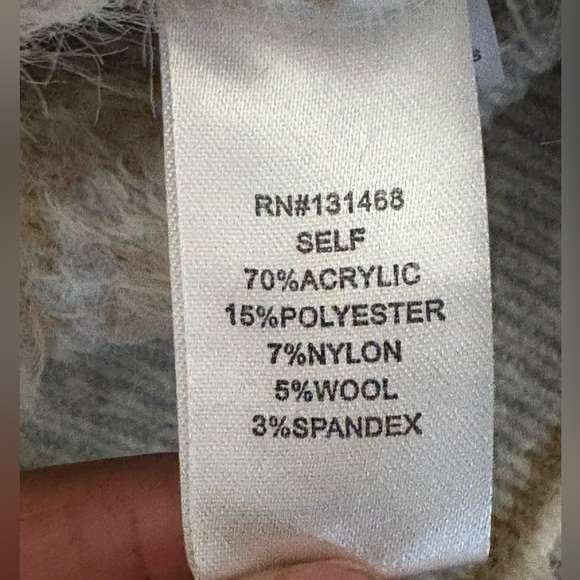 RN#131468
SELF
70%ACRYLIC
15%POLYESTER
7%NYLON
5%WOOL
3%SPANDEX